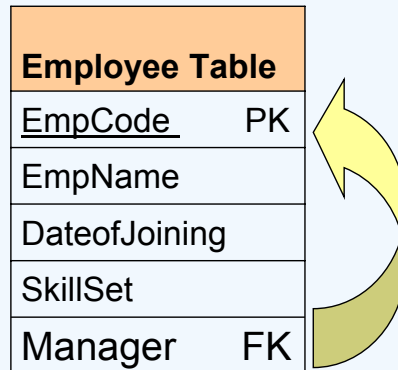 Employee Table
EmpCode PK
EmpName
DateofJoining
SkillSet
Manager FK